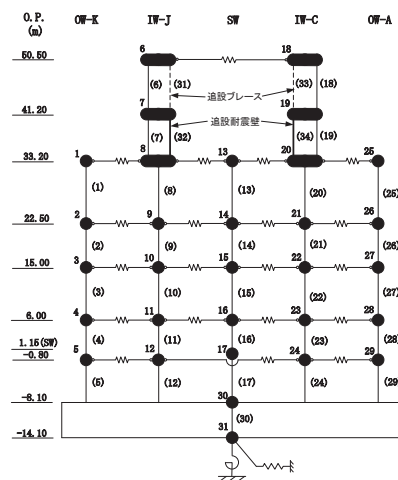 O.P. OW-K IW-J SW IW-C OW-A
(m)
50.50 6 18
(6) (31) (33) (18)
追設ブレース
41.20 7 19
追設耐震壁
(7) (32) (34) (19)
33.20 1 8 13 20 25
(1) (8) (13) (20) (25)
22.50 2 9 14 21 26
(2) (9) (14) (21) (26)
15.00 3 10 15 22 27
(3) (10) (15) (22) (27)
6.00 4 11 16 23 28
1.15(SW) (4) (11) (16) (23) (28)
-0.80 5 12 17 24 29
(5) (12) (17) (24) (29)
-8.10 30
(30)
-14.10 31